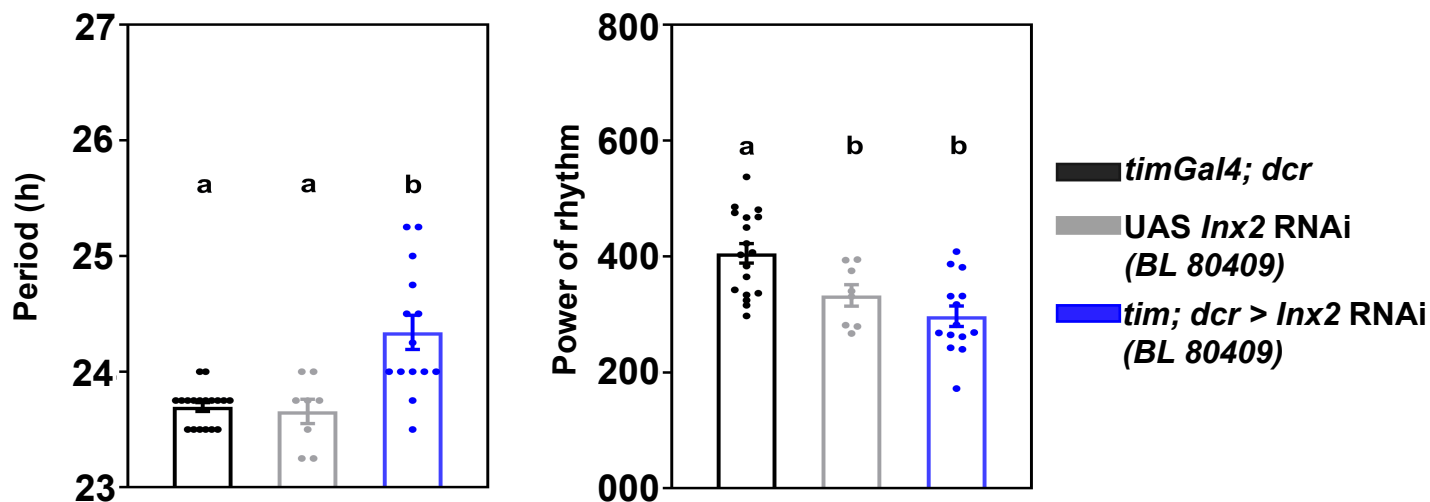 Period (h)
27
26
25
24
23
a
a
b
Power of rhythm
800
600
400
200
000
a
b
b
timGal4; dcr
UAS Inx2 RNAi
(BL 80409)
tim; dcr > Inx2 RNAi
(BL 80409)